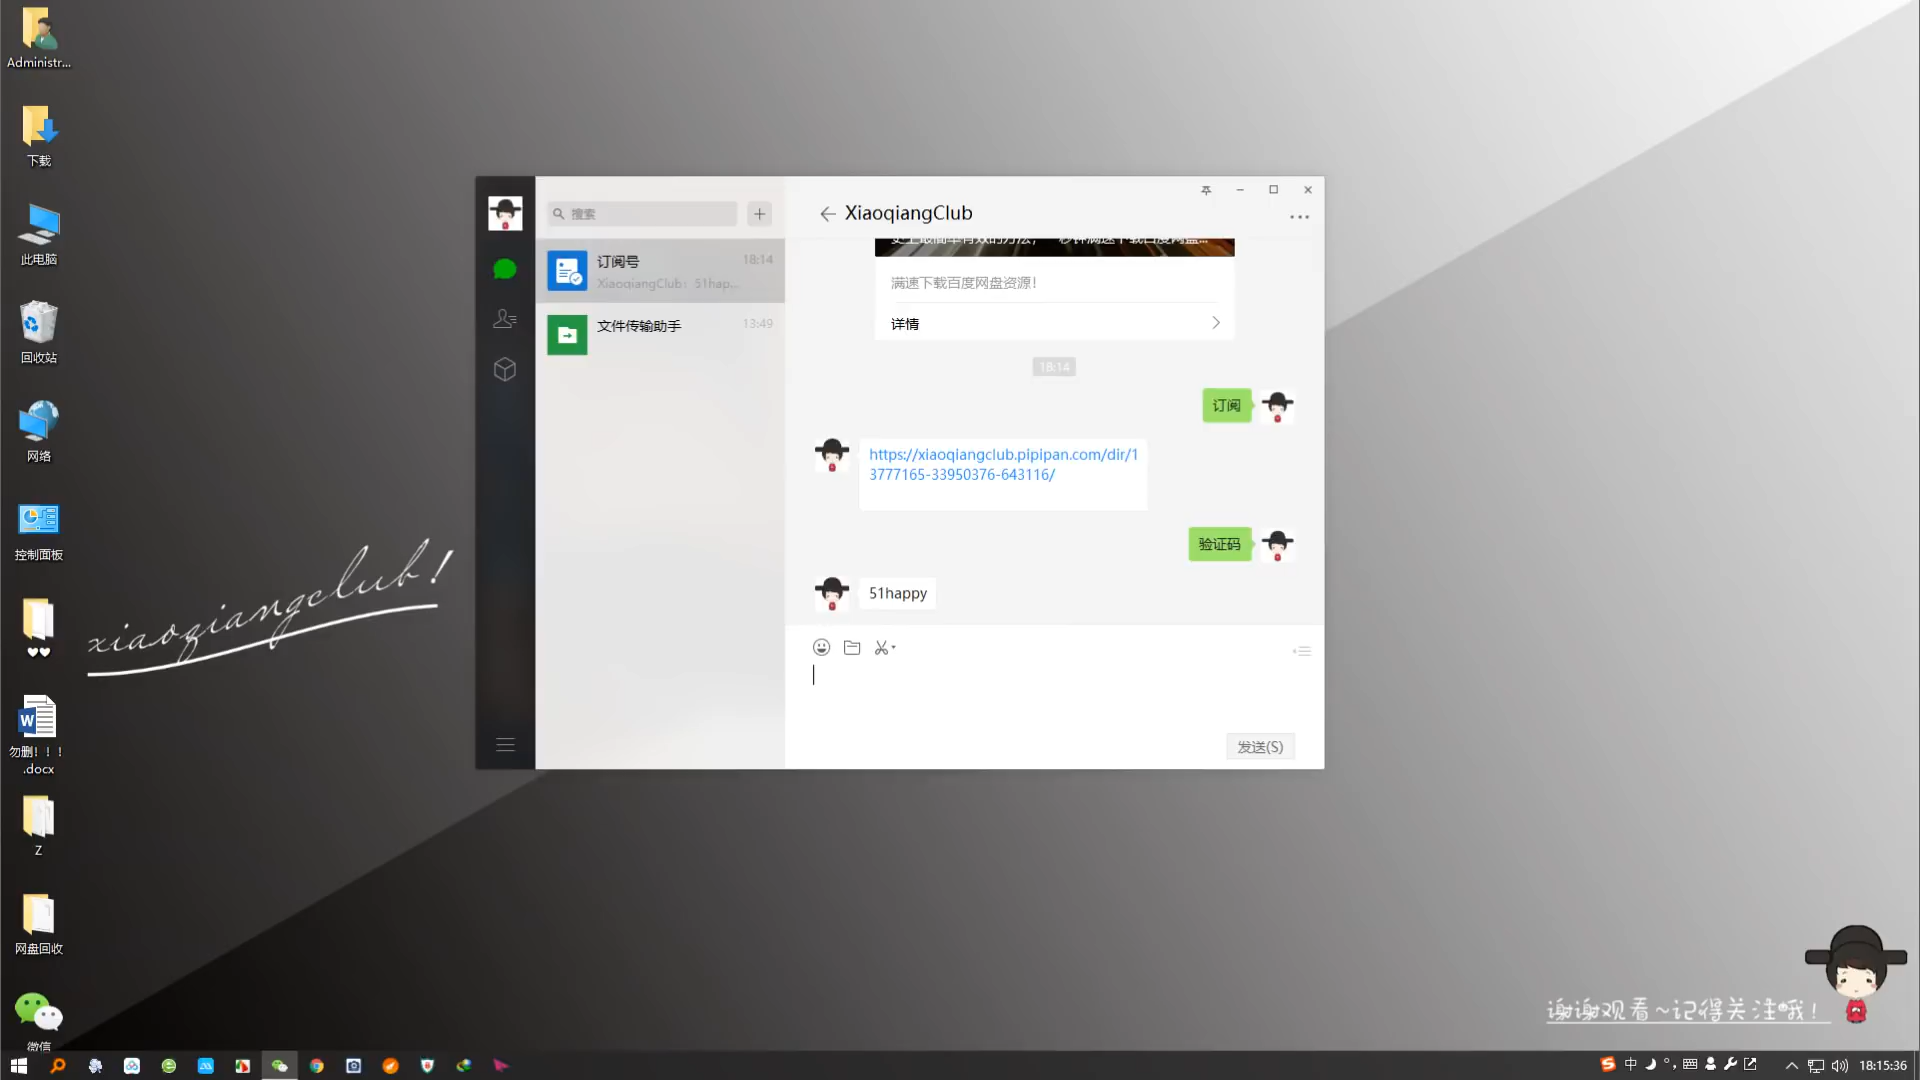 Administr...
下载
此电脑
回收站
网络
控制面板
♥♥
勿删！！！
.docx
Z
网盘回收
微信
xiaoqiangclub!
搜索
订阅号
18:14
XiaoqiangClub: 51hap...
文件传输助手
13:49
XiaoqiangClub
满速下载百度网盘资源！
详情
18:14
订阅
https://xiaoqiangclub.pipipan.com/dir/1
3777165-33950376-643116/
验证码
51happy
发送(S)
谢谢观看~记得关注哦！
中
18:15:36